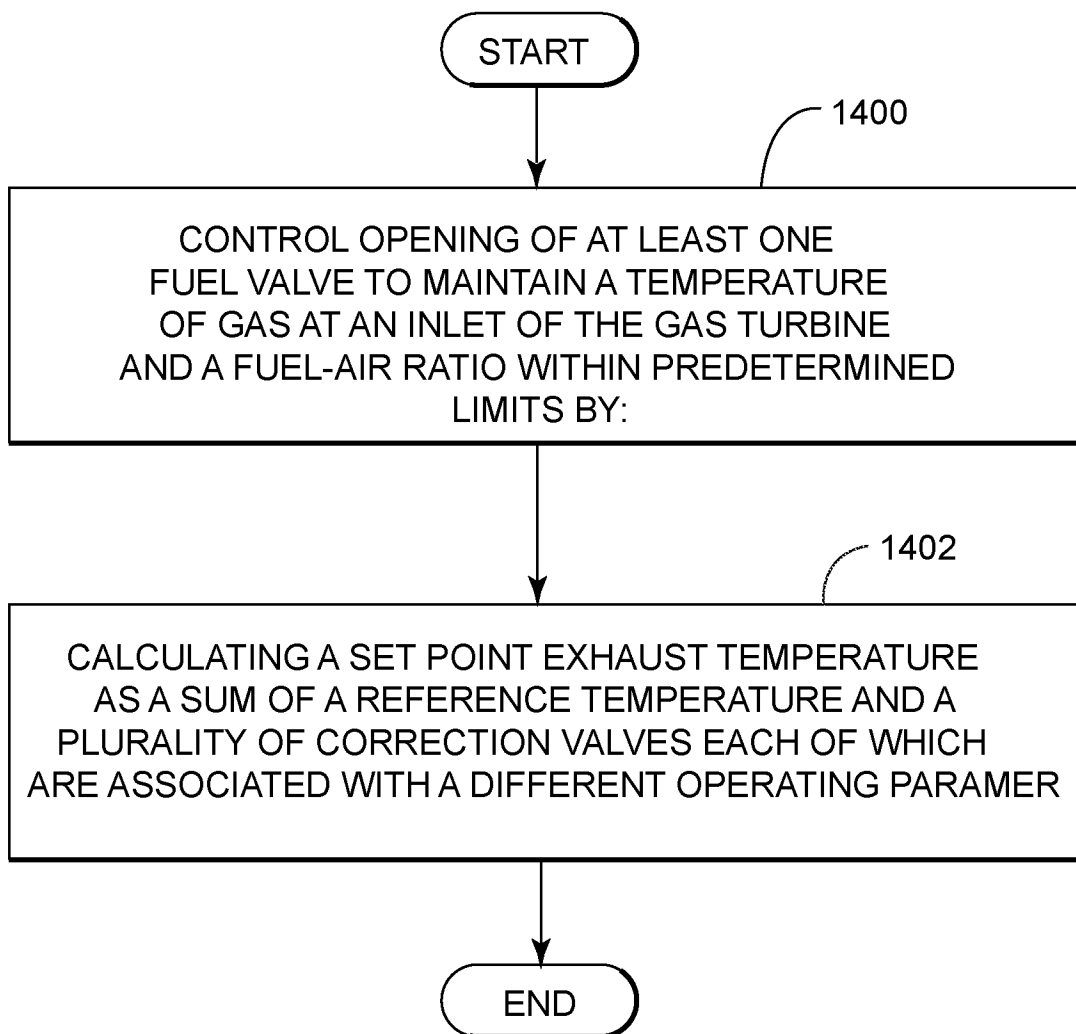 START
1400
CONTROL OPENING OF AT LEAST ONE
FUEL VALVE TO MAINTAIN A TEMPERATURE
OF GAS AT AN INLET OF THE GAS TURBINE
AND A FUEL-AIR RATIO WITHIN PREDETERMINED
LIMITS BY:
1402
CALCULATING A SET POINT EXHAUST TEMPERATURE
AS A SUM OF A REFERENCE TEMPERATURE AND A
PLURALITY OF CORRECTION VALVES EACH OF WHICH
ARE ASSOCIATED WITH A DIFFERENT OPERATING PARAMER
END